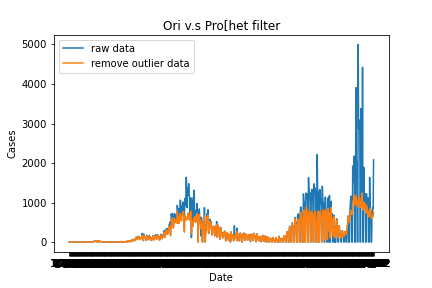 Ori v.s Pro[het filter
raw data
remove outlier data
5000
4000
3000
2000
1000
0
Cases
Date